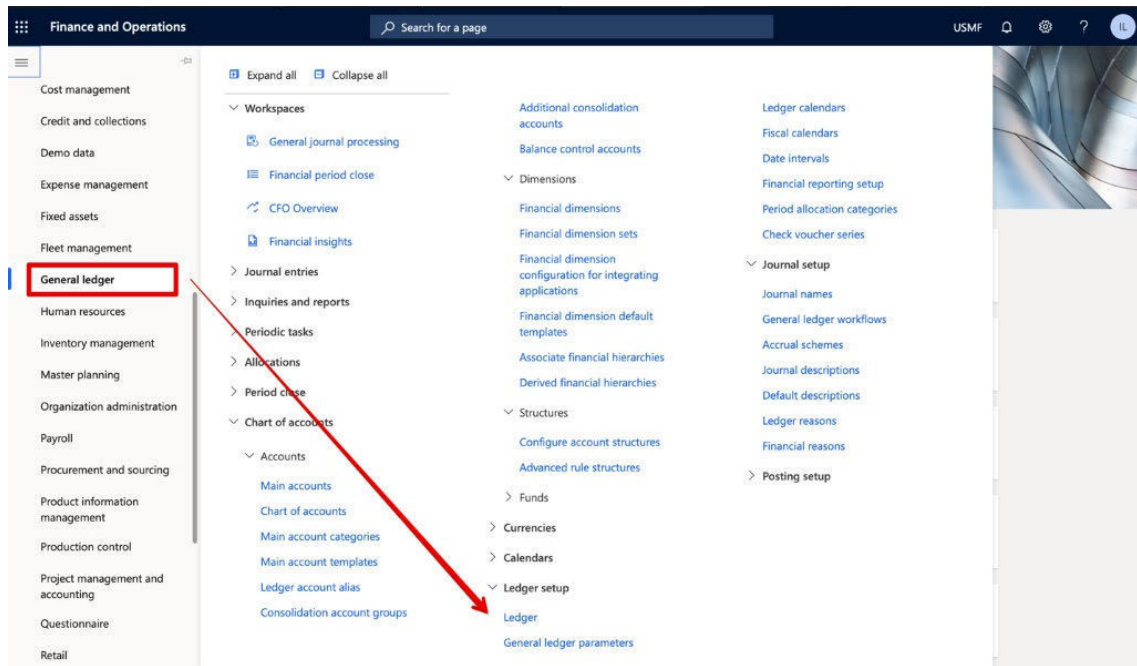 Finance and Operations
Search for a page
USMF
?
IL
Cost management
Credit and collections
Demo data
Expense management
Fixed assets
Fleet management
General ledger
Human resources
Inventory management
Master planning
Organization administration
Payroll
Procurement and sourcing
Product information
management
Production control
Project management and
accounting
Questionnaire
Retail
Expand all
Collapse all
Workspaces
General journal processing
Financial period close
CFO Overview
Financial insights
Journal entries
Inquiries and reports
Periodic tasks
Allocations
Period close
Chart of accounts
Accounts
Main accounts
Chart of accounts
Main account categories
Main account templates
Ledger account alias
Consolidation account groups
Additional consolidation
accounts
Balance control accounts
Dimensions
Financial dimensions
Financial dimension sets
Financial dimension
configuration for integrating
applications
Financial dimension default
templates
Associate financial hierarchies
Derived financial hierarchies
Structures
Configure account structures
Advanced rule structures
Funds
Currencies
Calendars
Ledger setup
Ledger
General ledger parameters
Ledger calendars
Fiscal calendars
Date intervals
Financial reporting setup
Period allocation categories
Check voucher series
Journal setup
Journal names
General ledger workflows
Accrual schemes
Journal descriptions
Default descriptions
Ledger reasons
Financial reasons
Posting setup